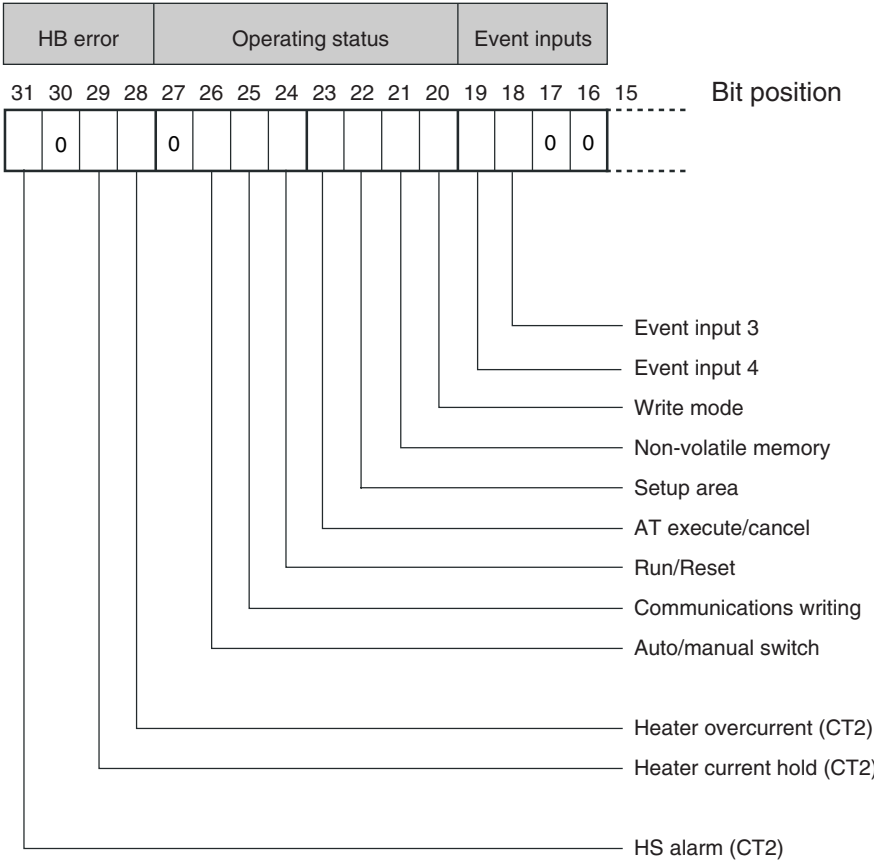 HB error Operating status Event inputs
31 30 29 28 27 26 25 24 23 22 21 20 19 18 17 16 15 Bit position
0 0 0 0
Event input 3
Event input 4
Write mode
Non-volatile memory
Setup area
AT execute/cancel
Run/Reset
Communications writing
Auto/manual switch
Heater overcurrent (CT2)
Heater current hold (CT2)
HS alarm (CT2)